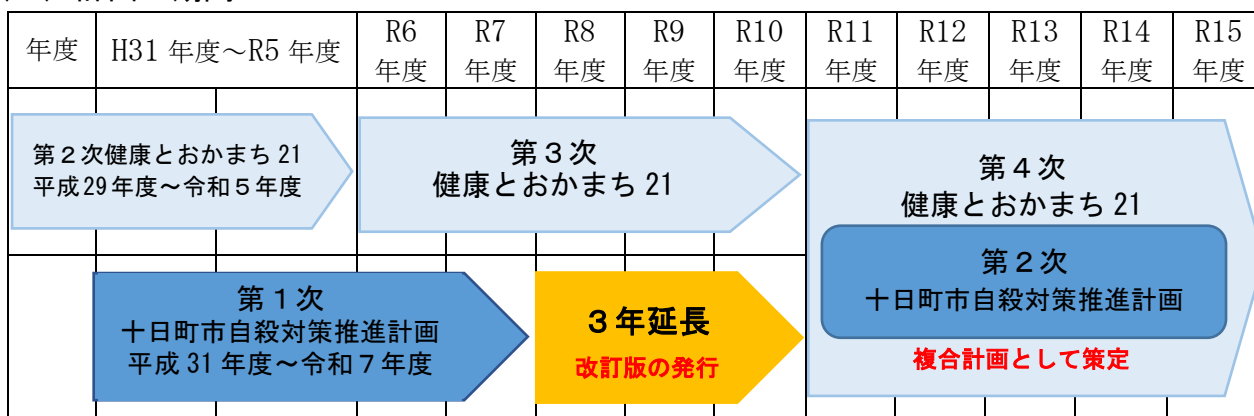 年度 H31 年度～R5 年度 R6 年度 R7 年度 R8 年度 R9 年度 R10 年度 R11 年度 R12 年度 R13 年度 R14 年度 R15 年度
第２次健康とおかまち 21
平成 29 年度～令和５年度
第３次
健康とおかまち 21
第４次
健康とおかまち 21
第２次
十日町市自殺対策推進計画
複合計画として策定
第１次
十日町市自殺対策推進計画
平成 31 年度～令和７年度
３年延長
改訂版の発行